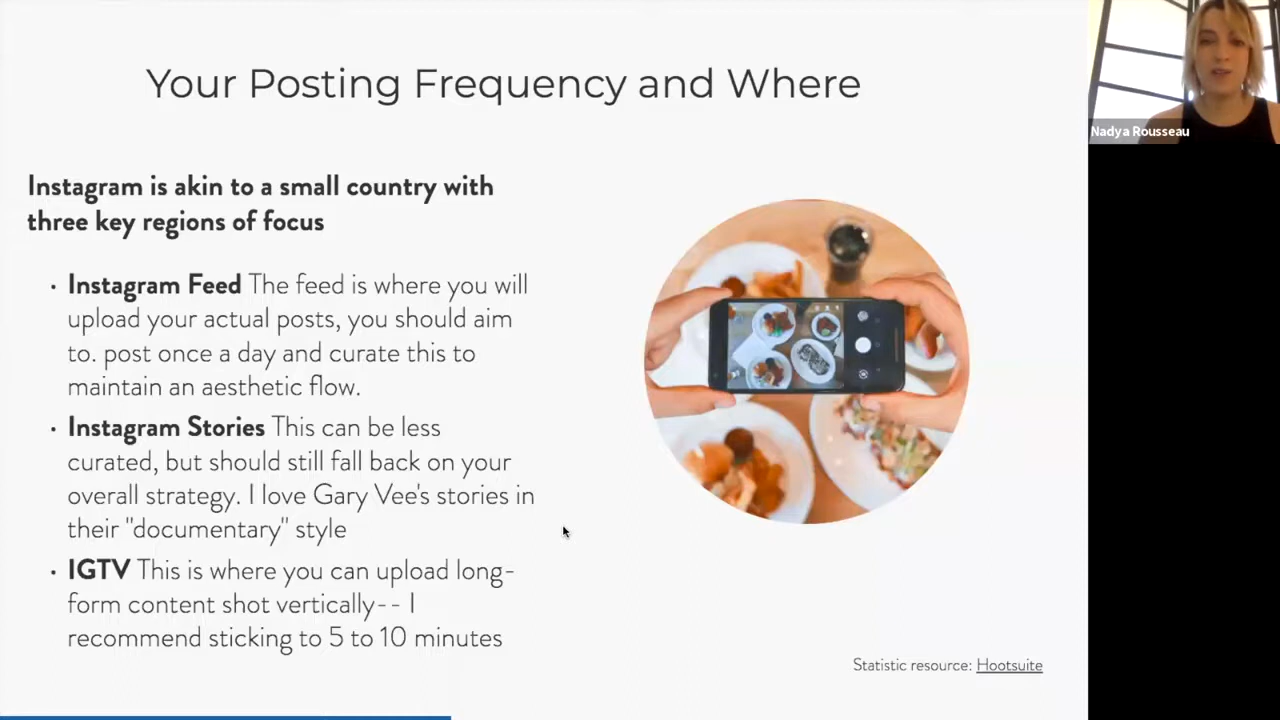 Your Posting Frequency and Where
Nadya Rousseau
Instagram is akin to a small country with
three key regions of focus
• Instagram Feed The feed is where you will
upload your actual posts, you should aim
to. post once a day and curate this to
maintain an aesthetic flow.
• Instagram Stories This can be less
curated, but should still fall back on your
overall strategy. I love Gary Vee's stories in
their "documentary" style
• IGTV This is where you can upload long-
form content shot vertically-- I
recommend sticking to 5 to 10 minutes
Statistic resource: Hootsuite